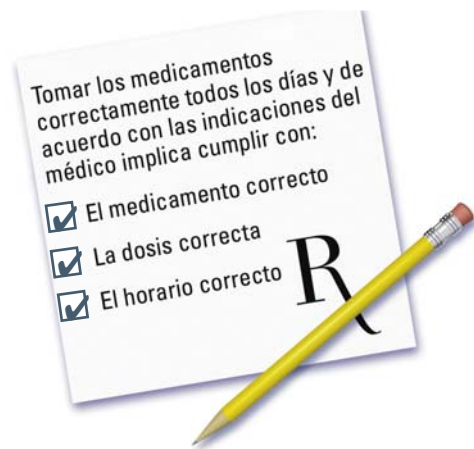 Tomar los medicamentos
correctamente todos los días y de
acuerdo con las indicaciones del
médico implica cumplir con:
El medicamento correcto
La dosis correcta
El horario correcto
R